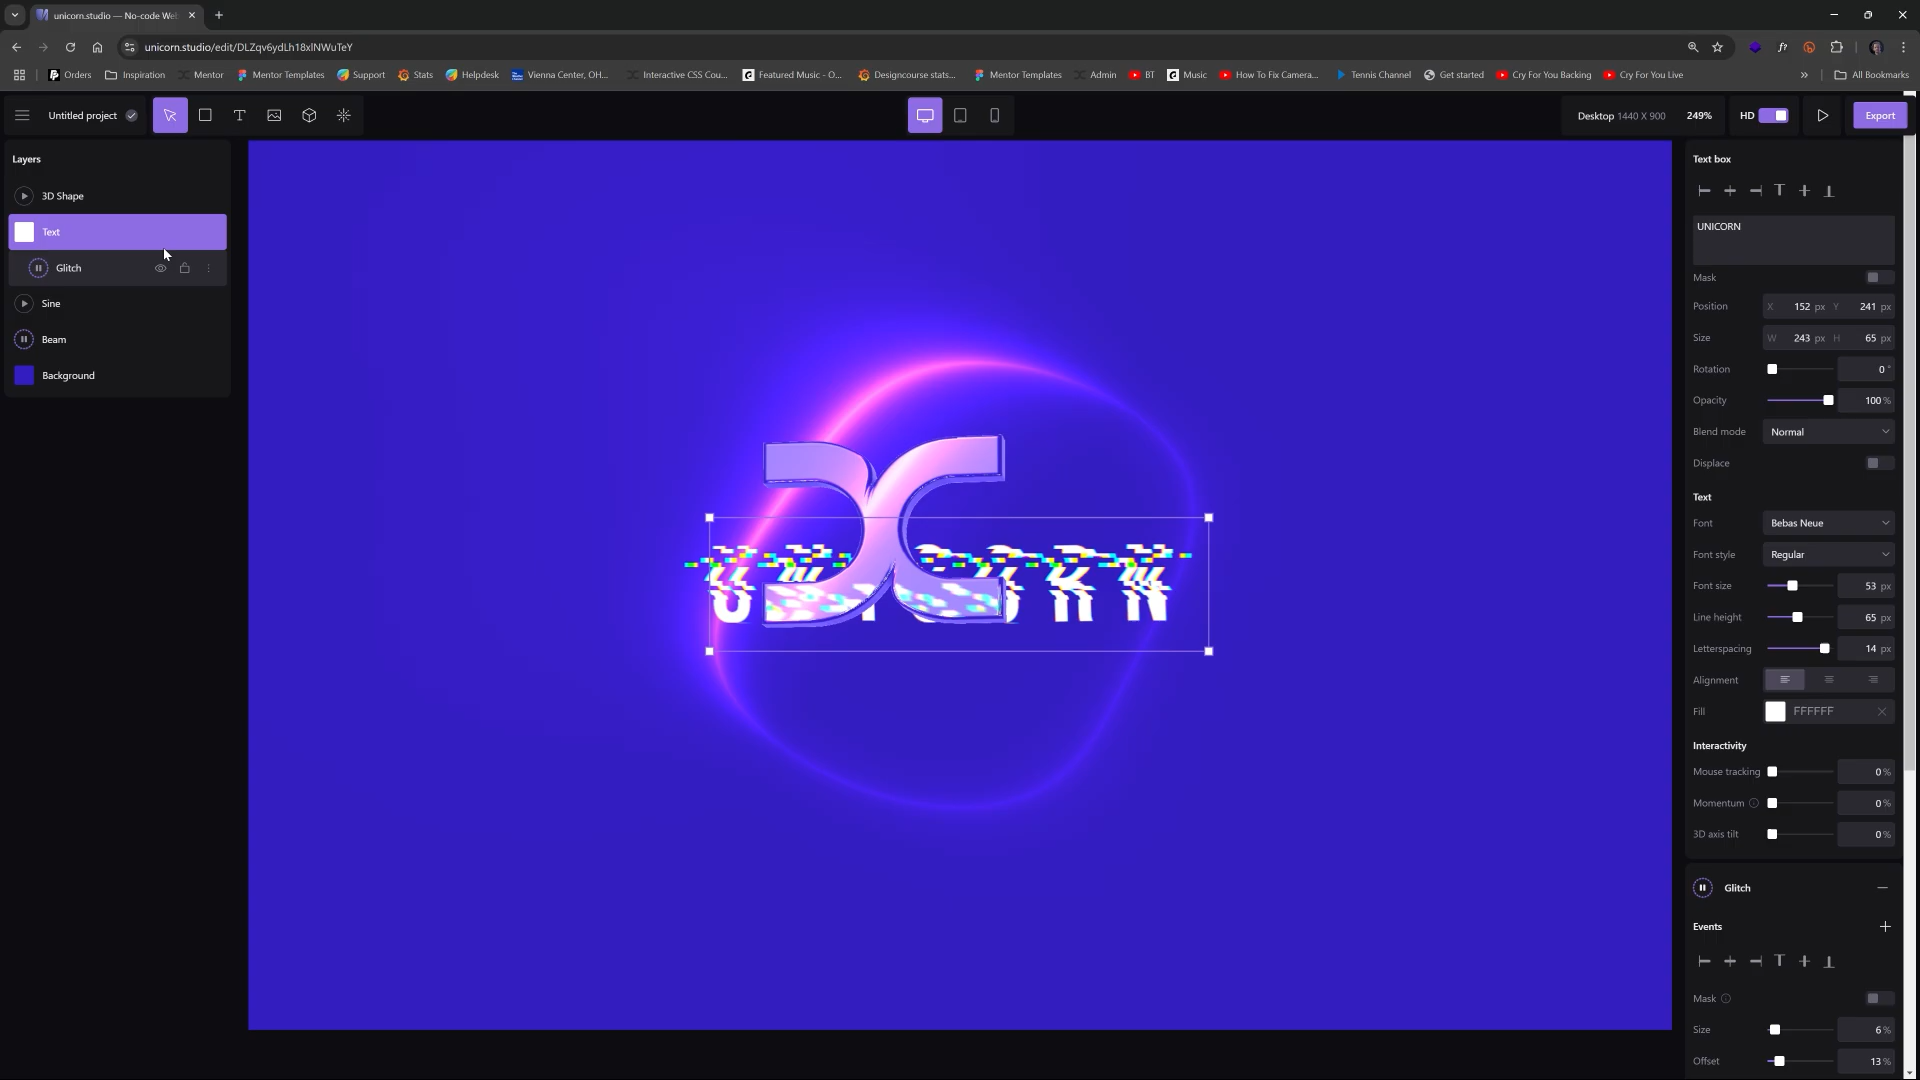 unicorn.studio — No-code We
unicorn.studio/edit/DLZqv6ydLh18xlNWuTeY
Orders
Inspiration
Mentor
Mentor Templates
Support
Stats
Helpdesk
Vienna Center, OH...
Interactive CSS Cou...
Featured Music - O...
Designcourse stats...
Mentor Templates
Admin
BT
Music
How To Fix Camera...
Tennis Channel
Get started
Cry For You Backing
Cry For You Live
All Bookmarks
Untitled project
Desktop 1440 X 900
249%
HD
Export
Layers
3D Shape
Text
Glitch
Sine
Beam
Background
UNICORN
Text box
UNICORN
Mask
Position X 152 px Y 241 px
Size W 243 px H 65 px
Rotation 0 °
Opacity 100 %
Blend mode Normal
Displace
Text
Font Bebas Neue
Font style Regular
Font size 53 px
Line height 65 px
Letterspacing 14 px
Alignment
Fill FFFFFF
Interactivity
Mouse tracking 0 %
Momentum 0 %
3D axis tilt 0 %
Glitch
Events
Mask
Size 6 %
Offset 13 %